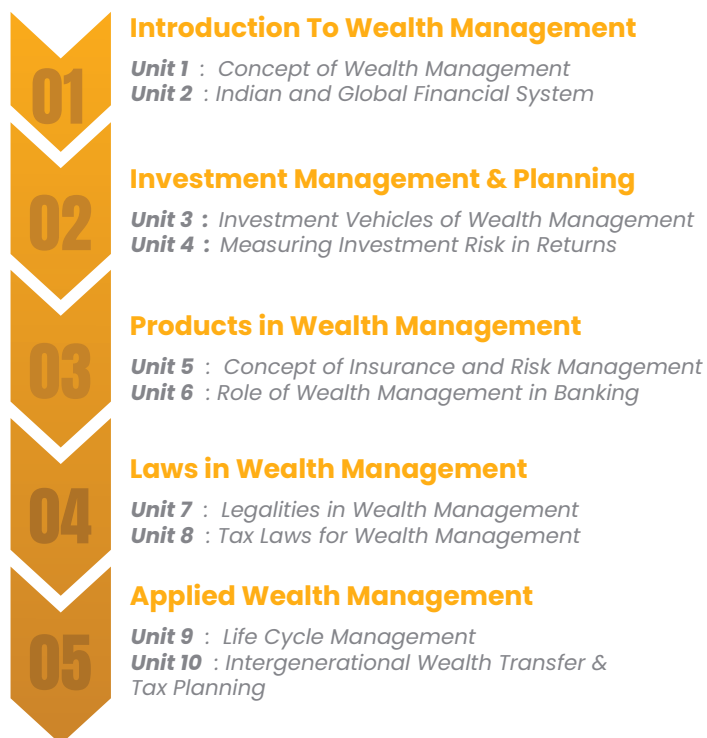 01
Introduction To Wealth Management
Unit 1 : Concept of Wealth Management
Unit 2 : Indian and Global Financial System
02
Investment Management & Planning
Unit 3 : Investment Vehicles of Wealth Management
Unit 4 : Measuring Investment Risk in Returns
03
Products in Wealth Management
Unit 5 : Concept of Insurance and Risk Management
Unit 6 : Role of Wealth Management in Banking
04
Laws in Wealth Management
Unit 7 : Legalities in Wealth Management
Unit 8 : Tax Laws for Wealth Management
05
Applied Wealth Management
Unit 9 : Life Cycle Management
Unit 10 : Intergenerational Wealth Transfer &
Tax Planning